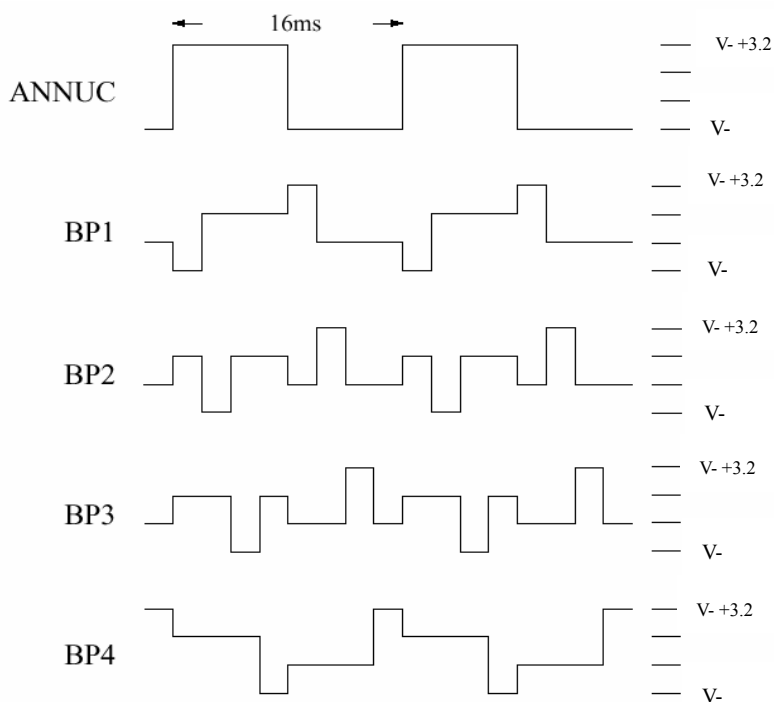 16ms
V- +3.2
ANNUC
V-
V- +3.2
BP1
V-
V- +3.2
BP2
V-
V- +3.2
BP3
V-
V- +3.2
BP4
V-